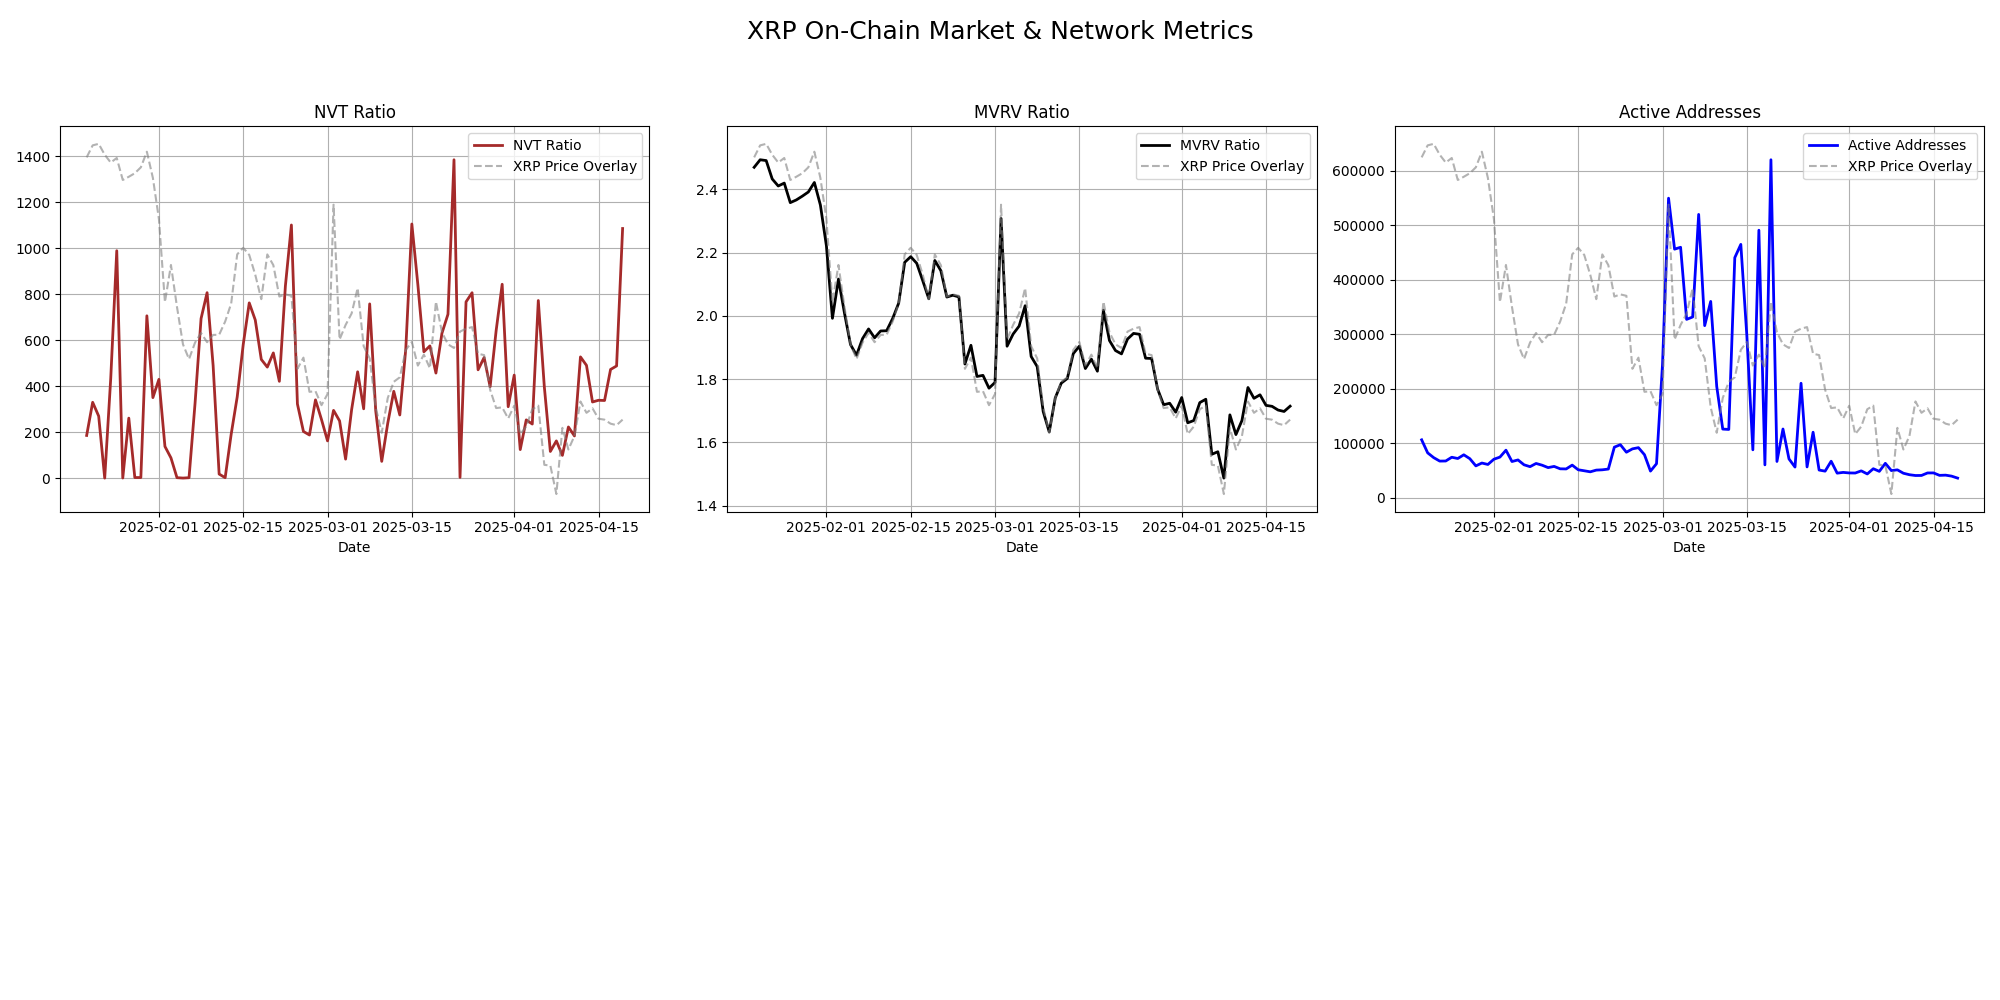 XRP On-Chain Market & Network Metrics
NVT Ratio
1400
1200
1000
800
600
400
200
0
NVT Ratio
XRP Price Overlay
2025-02-01 2025-02-15 2025-03-01 2025-03-15 2025-04-01 2025-04-15
Date
MVRV Ratio
2.4
2.2
2.0
1.8
1.6
1.4
MVRV Ratio
XRP Price Overlay
2025-02-01 2025-02-15 2025-03-01 2025-03-15 2025-04-01 2025-04-15
Date
Active Addresses
600000
500000
400000
300000
200000
100000
0
Active Addresses
XRP Price Overlay
2025-02-01 2025-02-15 2025-03-01 2025-03-15 2025-04-01 2025-04-15
Date